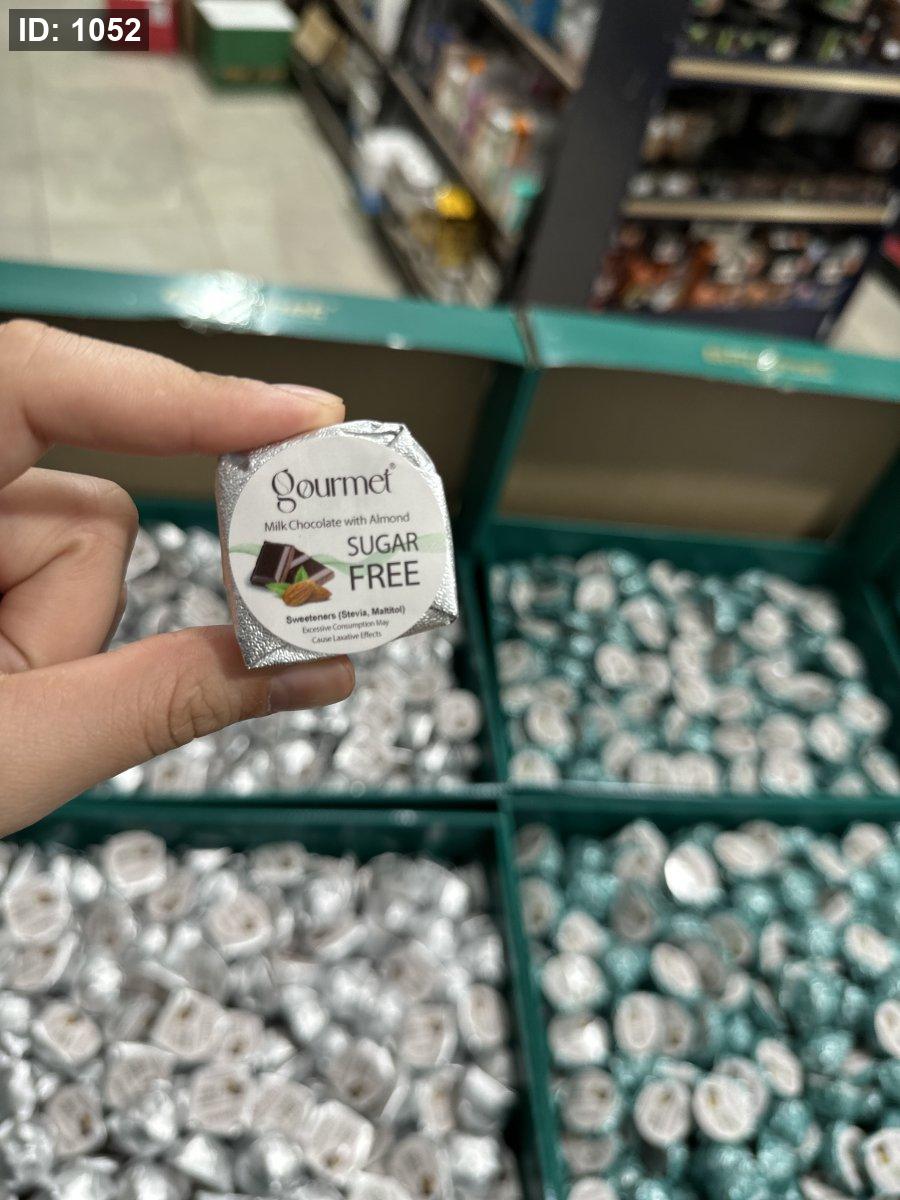 ID: 1052
gourmet®
Milk Chocolate with Almond
SUGAR
FREE
Sweeteners (Stevia, Maltitol)
Excessive Consumption May
Cause Laxative Effects